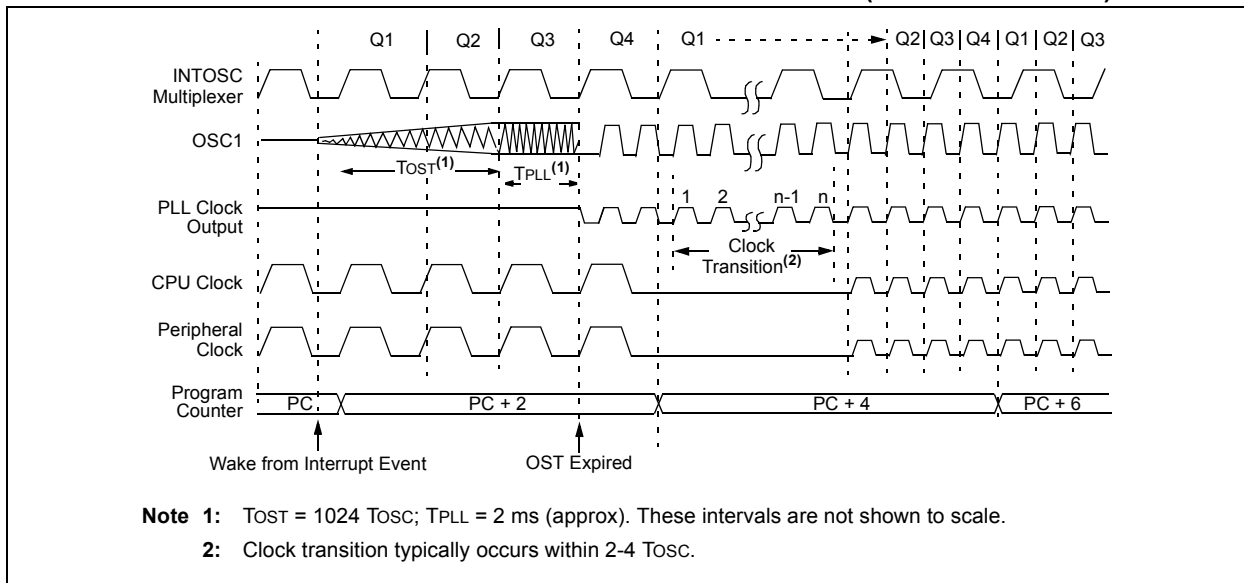 Q1 Q2 Q3 Q4 Q1 Q2 Q3 Q4 Q1 Q2 Q3
INTOSC
Multiplexer
OSC1
TOST(1) TPLL(1)
1 2 n-1 n
PLL Clock
Output
Clock
Transition(2)
CPU Clock
Peripheral
Clock
Program
Counter
PC PC + 2 PC + 4 PC + 6
Wake from Interrupt Event OST Expired
Note 1: TOST = 1024 TOSC; TPLL = 2 ms (approx). These intervals are not shown to scale.
2: Clock transition typically occurs within 2-4 TOSC.